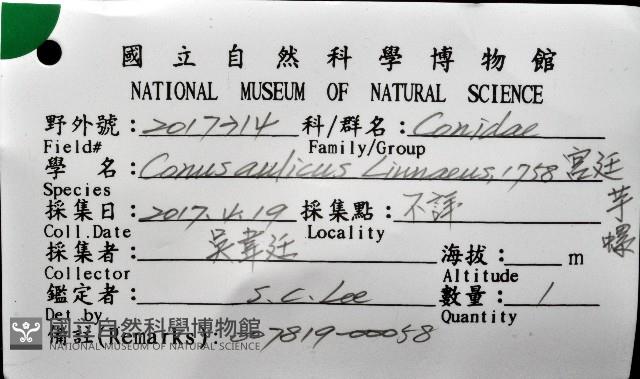 國立自然科學博物館
NATIONAL MUSEUM OF NATURAL SCIENCE
野外號: 2017214 科/群名: Conidae
Field# Family/Group
學 名: Conus aulicus Linnaeus, 1758 宮廷芋螺
Species
採集日: 2017.4.19 採集點: 不詳
Coll.Date Locality
採集者: 吳韋廷 海拔: m
Collector Altitude
鑑定者: S.C.Lee 數量: 1
Det by Quantity
備註(Remarks): 7819-00058
國立自然科學博物館
NATIONAL MUSEUM OF NATURAL SCIENCE